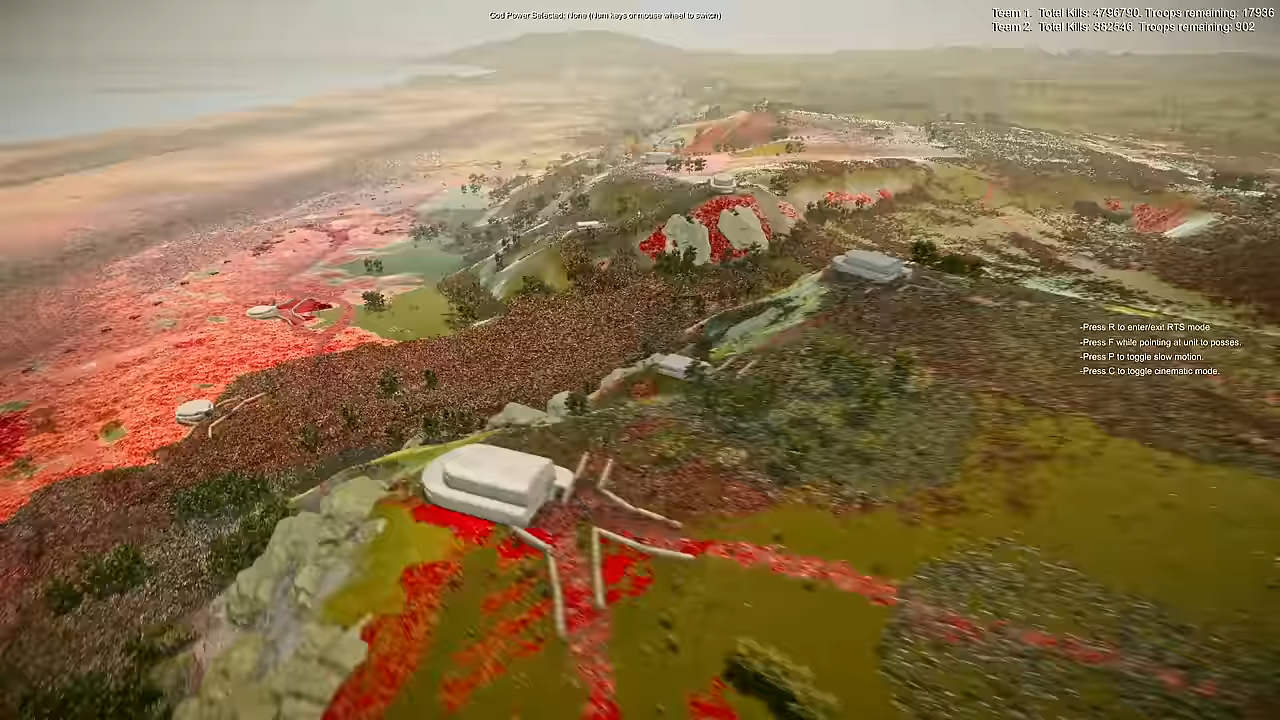 God Power Selected: None (Num keys or mouse wheel to switch)
Team 1. Total Kills: 4796790. Troops remaining: 17936
Team 2. Total Kills: 382546. Troops remaining: 902
-Press R to enter/exit RTS mode
-Press F while pointing at unit to posses.
-Press P to toggle slow motion.
-Press C to toggle cinematic mode.